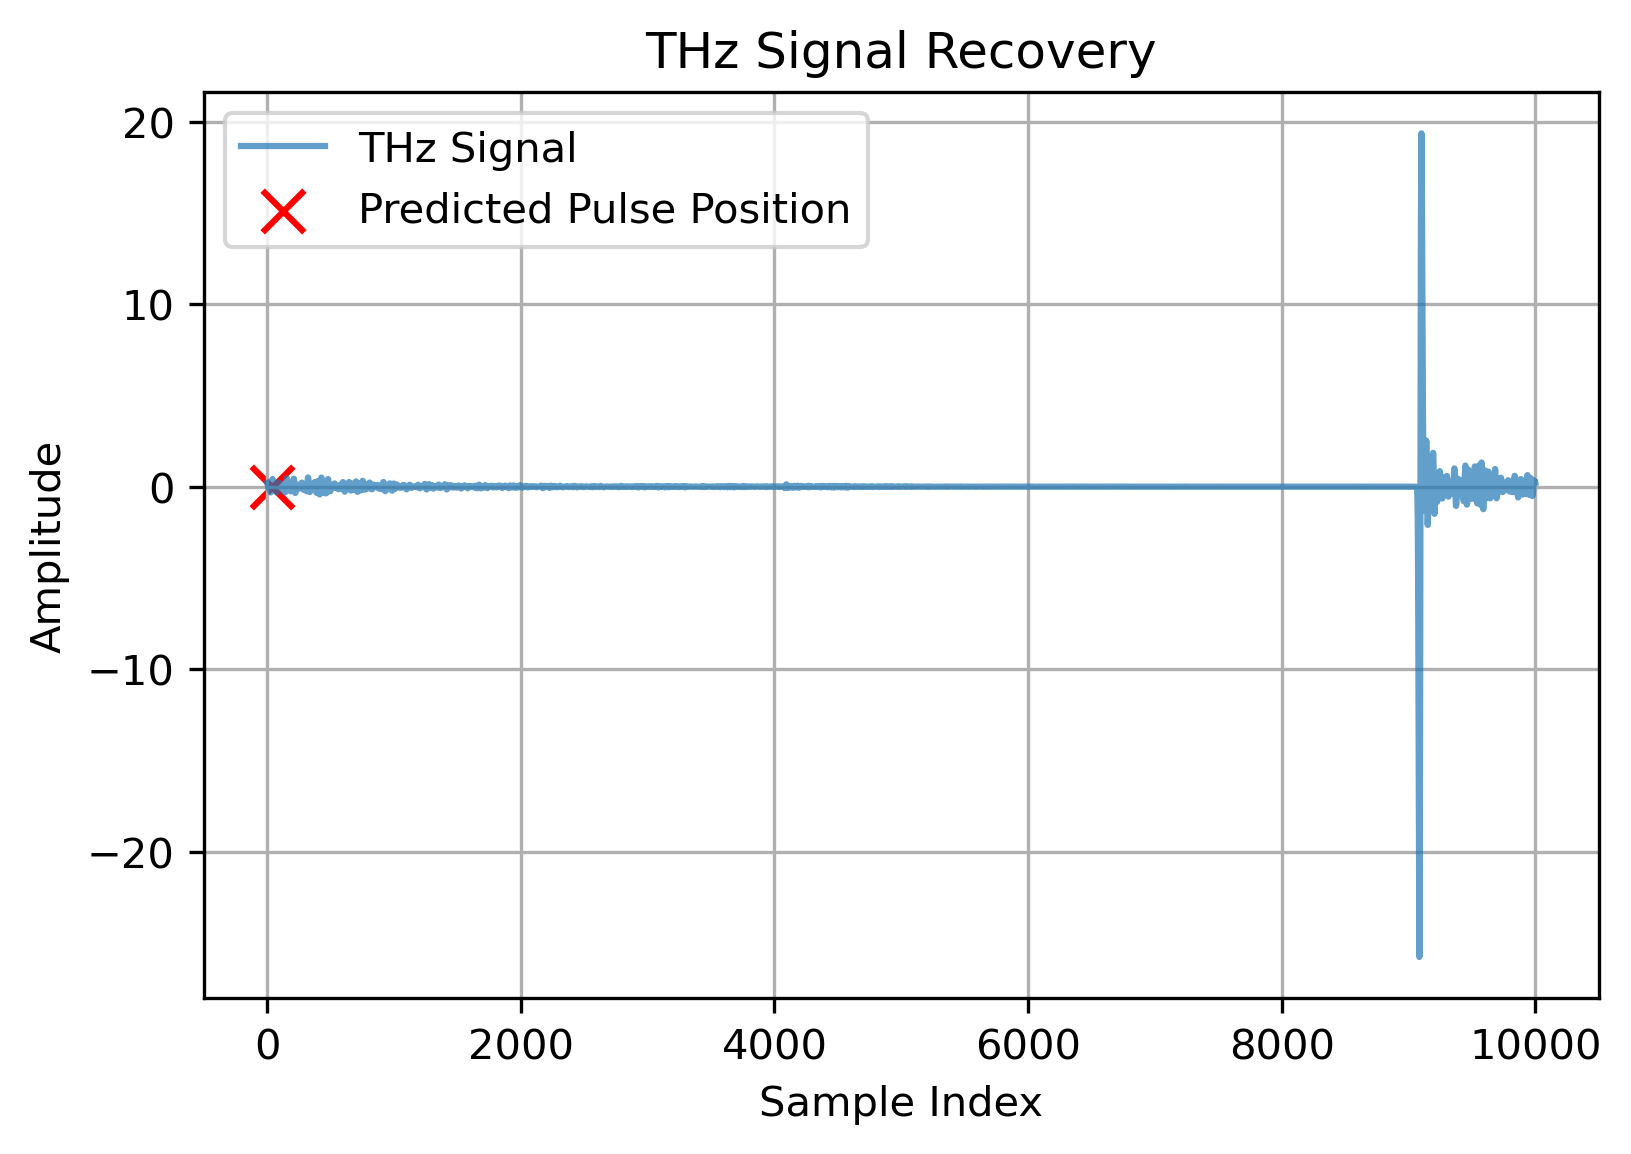 THz Signal Recovery
THz Signal
Predicted Pulse Position
20
10
0
−10
−20
Amplitude
0 2000 4000 6000 8000 10000
Sample Index